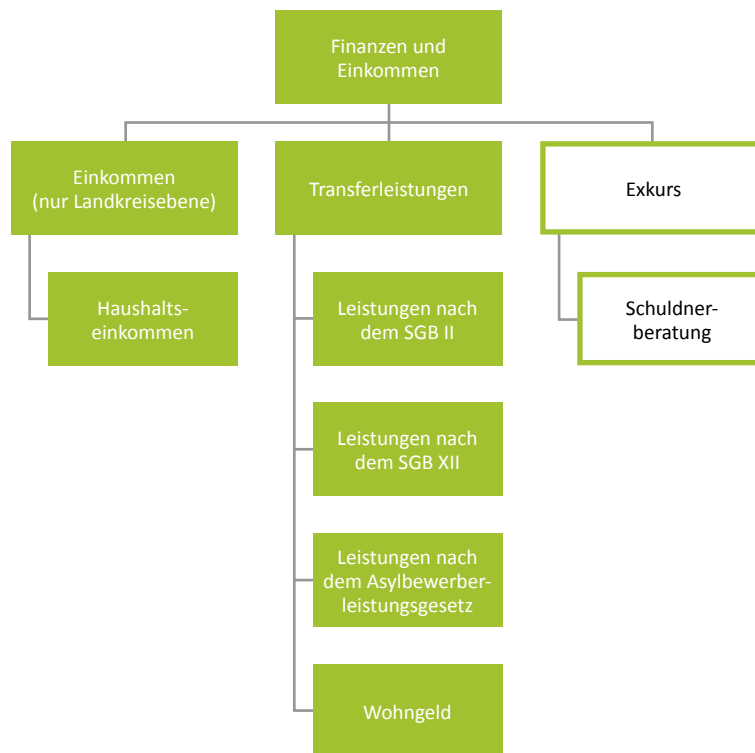 Finanzen und
Einkommen
Einkommen
(nur Landkreisebene)
Transferleistungen
Exkurs
Haushalts-
einkommen
Leistungen nach
dem SGB II
Schuldner-
beratung
Leistungen nach
dem SGB XII
Leistungen nach
dem Asylbewerber-
leistungsgesetz
Wohngeld